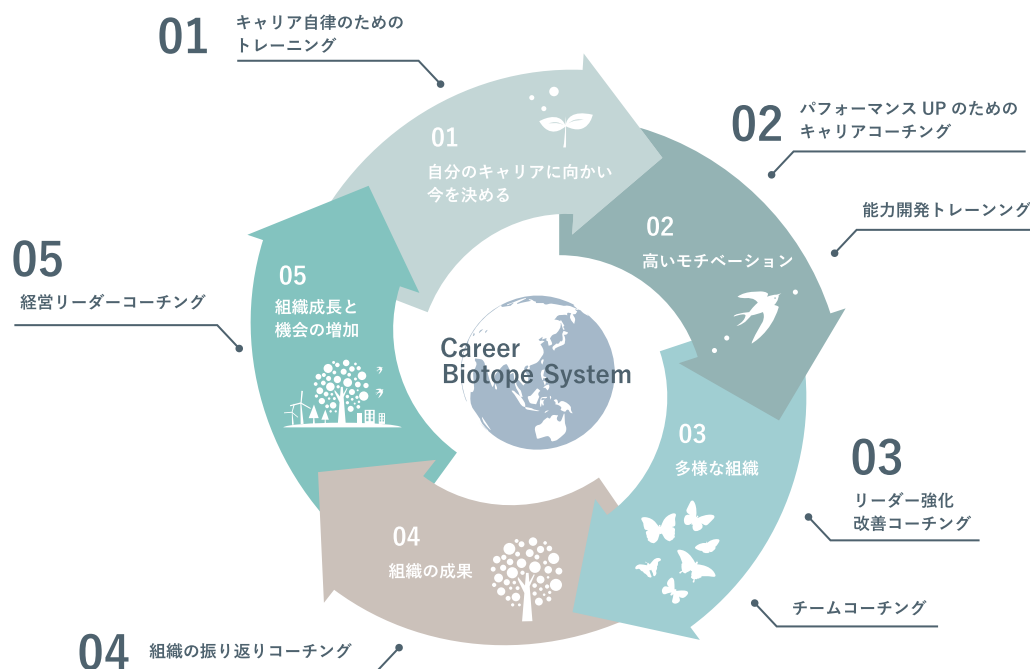 01
キャリア自律のための
トレーニング
02
パフォーマンス UP のための
キャリアコーチング
能力開発トレーンング
01
自分のキャリアに向かい
今を決める
02
高いモチベーション
05
経営リーダーコーチング
05
組織成長と
機会の増加
Career
Biotope System
03
多様な組織
03
リーダー強化
改善コーチング
チームコーチング
04
組織の成果
04
組織の振り返りコーチング